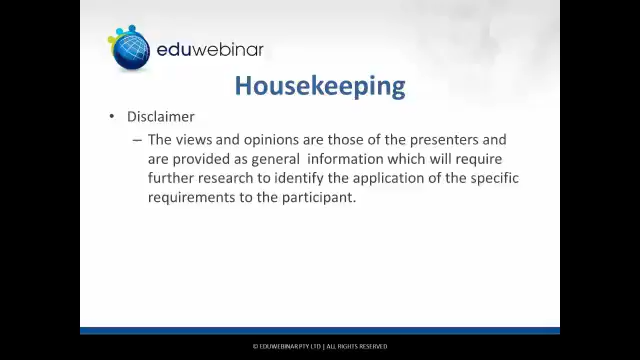 eduwebinar
Housekeeping
• Disclaimer
– The views and opinions are those of the presenters and
are provided as general information which will require
further research to identify the application of the specific
requirements to the participant.
© EDUWEBINAR PTY LTD | ALL RIGHTS RESERVED